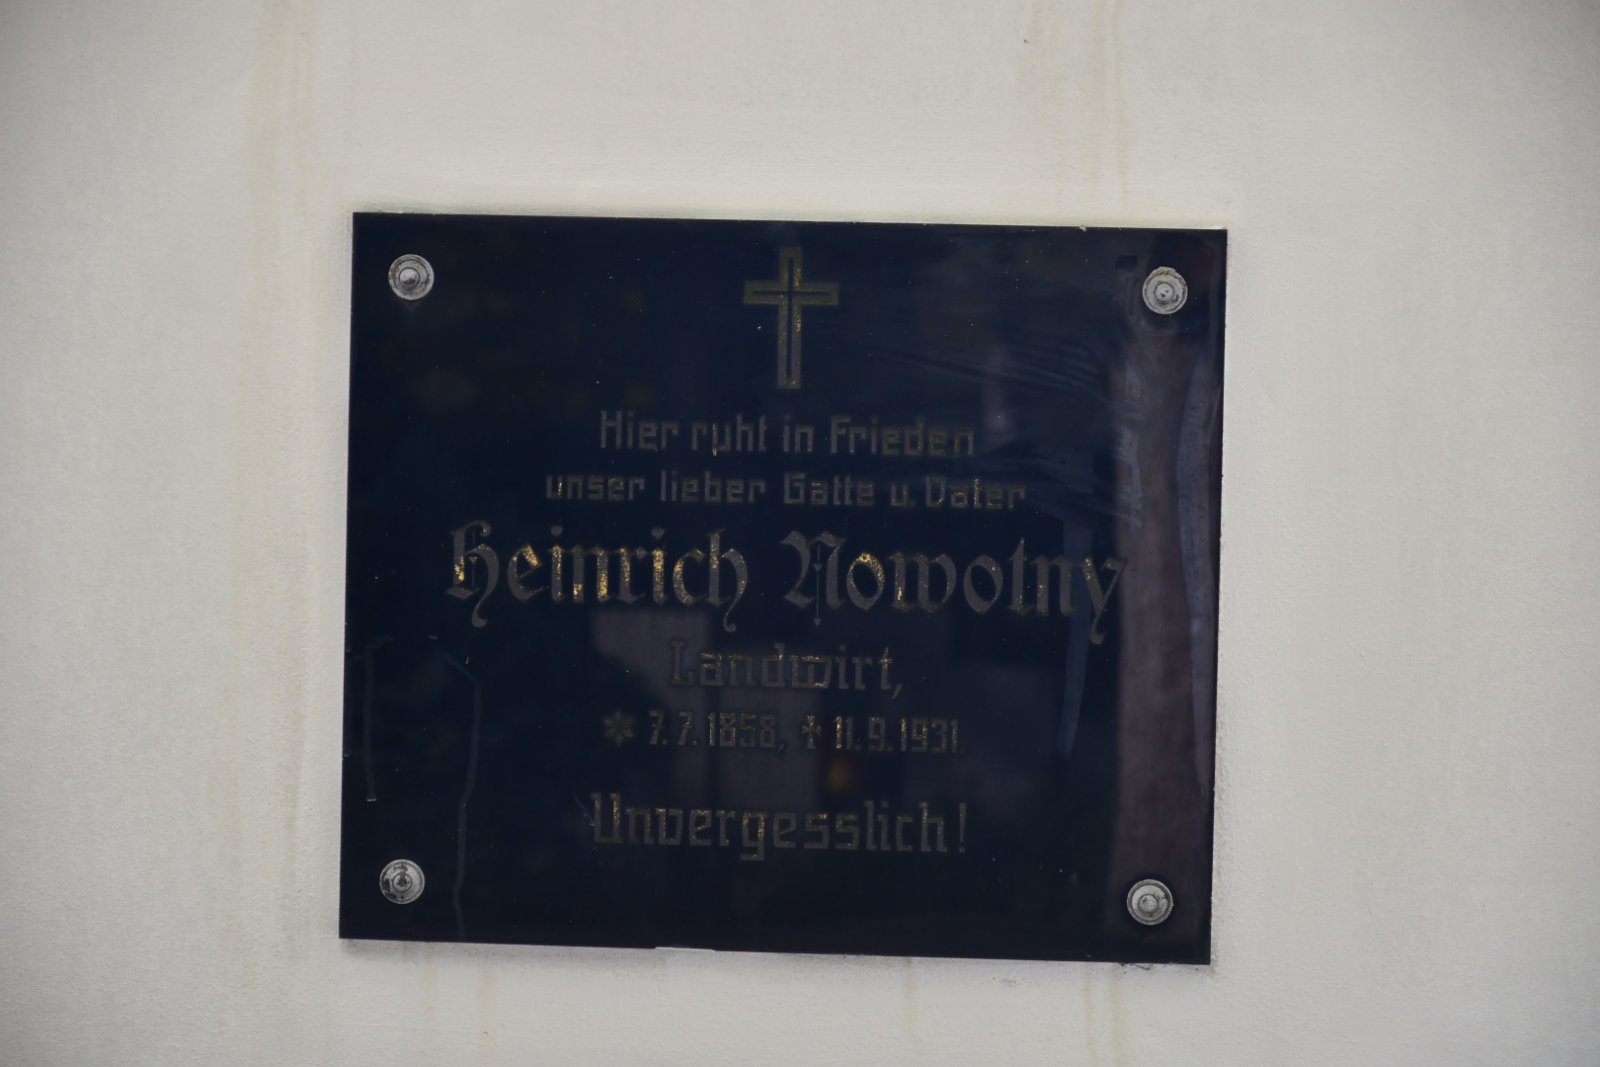 Hier ruht in Frieden
unser lieber Gatte u. Vater
Heinrich Nowotny
Landwirt,
* 7.7.1858, † 11.9.1931.
Unvergesslich!